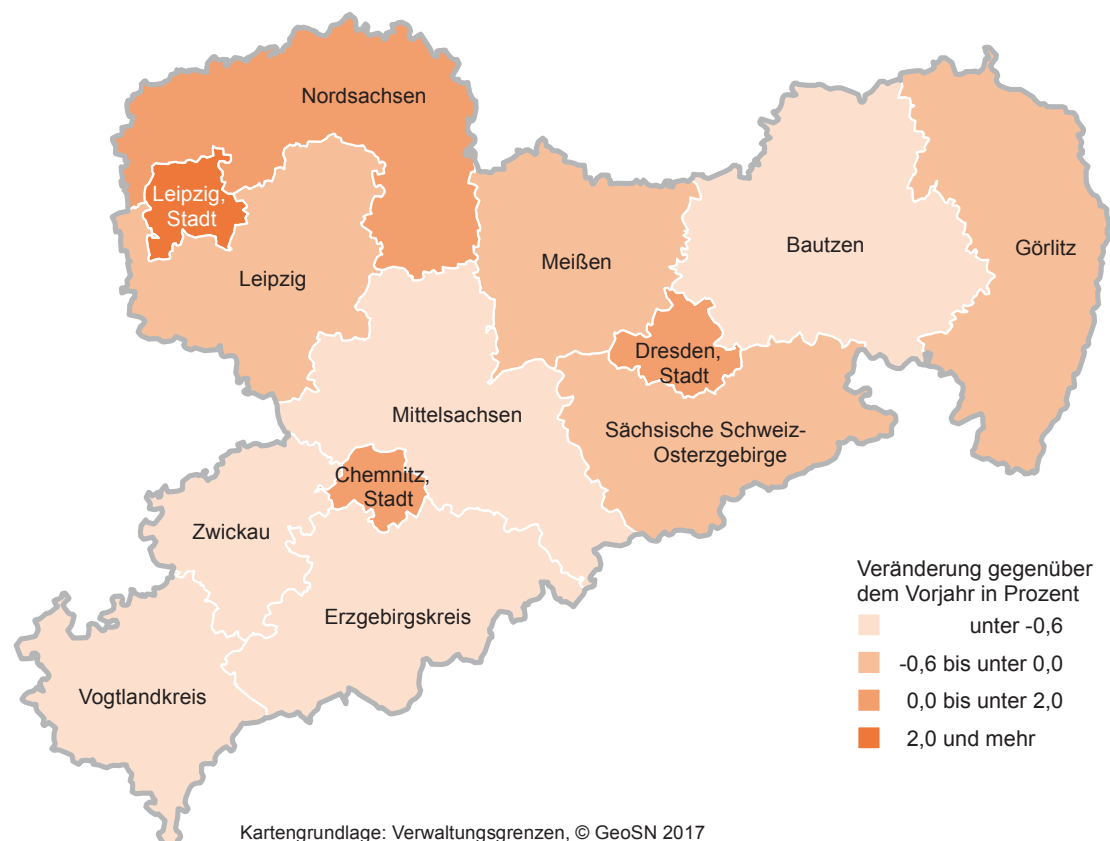 Nordsachsen
Leipzig,
Stadt
Leipzig
Meißen
Bautzen
Görlitz
Dresden,
Stadt
Mittelsachsen
Sächsische Schweiz-
Osterzgebirge
Chemnitz,
Stadt
Zwickau
Erzgebirgskreis
Vogtlandkreis
Veränderung gegenüber
dem Vorjahr in Prozent
unter -0,6
-0,6 bis unter 0,0
0,0 bis unter 2,0
2,0 und mehr
Kartengrundlage: Verwaltungsgrenzen, © GeoSN 2017